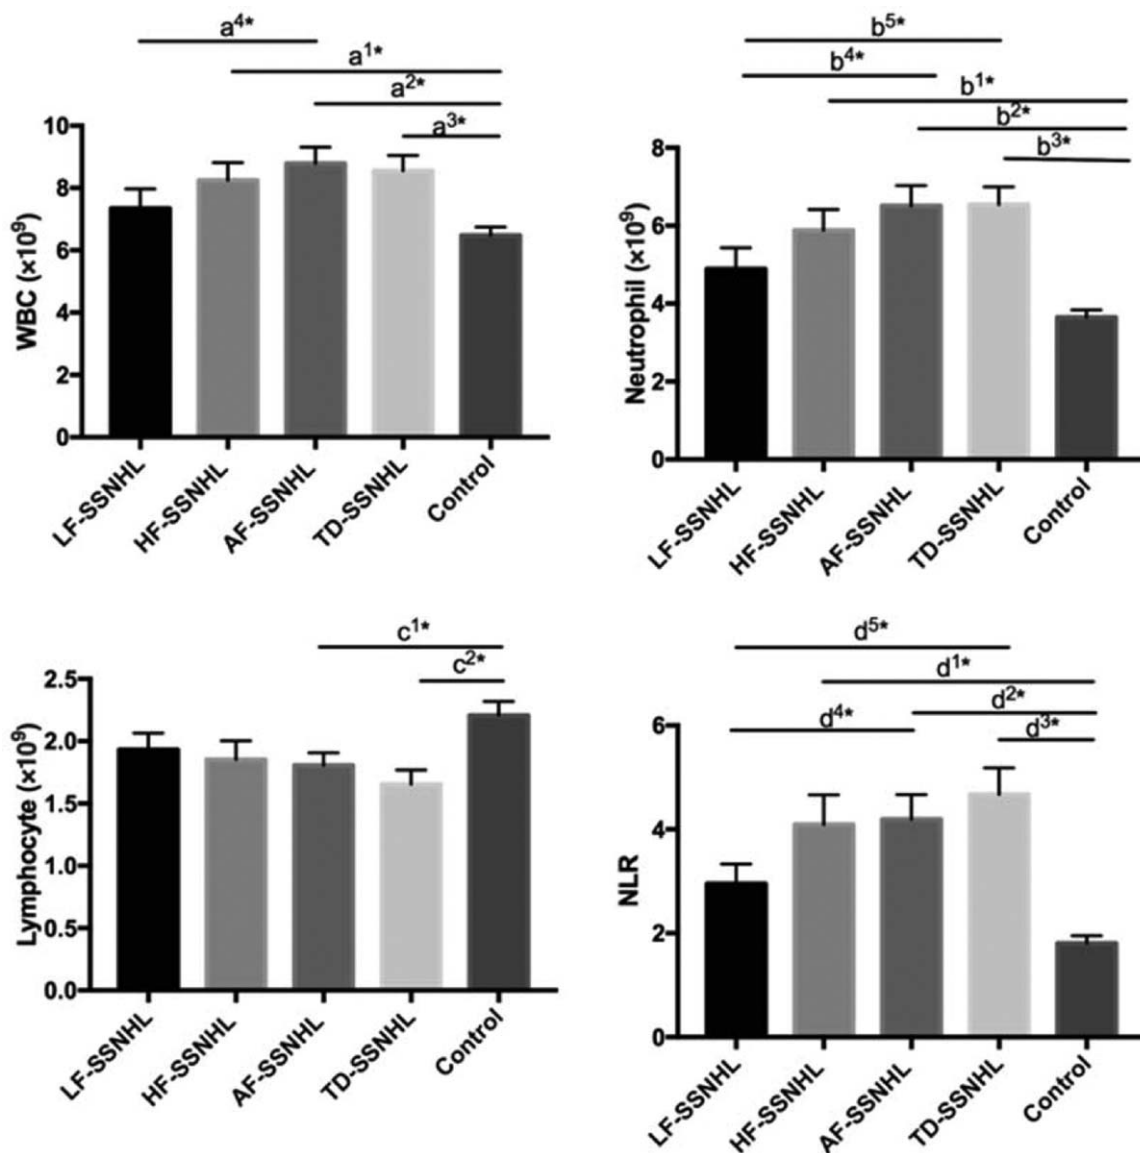 a4*
a1*
a2*
a3*
10
8
6
4
2
0
WBC (×10⁹)
LF-SSNHL
HF-SSNHL
AF-SSNHL
TD-SSNHL
Control
b5*
b4*
b1*
b2*
b3*
8
6
4
2
0
Neutrophil (×10⁹)
LF-SSNHL
HF-SSNHL
AF-SSNHL
TD-SSNHL
Control
c1*
c2*
2.5
2.0
1.5
1.0
0.5
0.0
Lymphocyte (×10⁹)
LF-SSNHL
HF-SSNHL
AF-SSNHL
TD-SSNHL
Control
d5*
d1*
d2*
d4*
d3*
6
4
2
0
NLR
LF-SSNHL
HF-SSNHL
AF-SSNHL
TD-SSNHL
Control